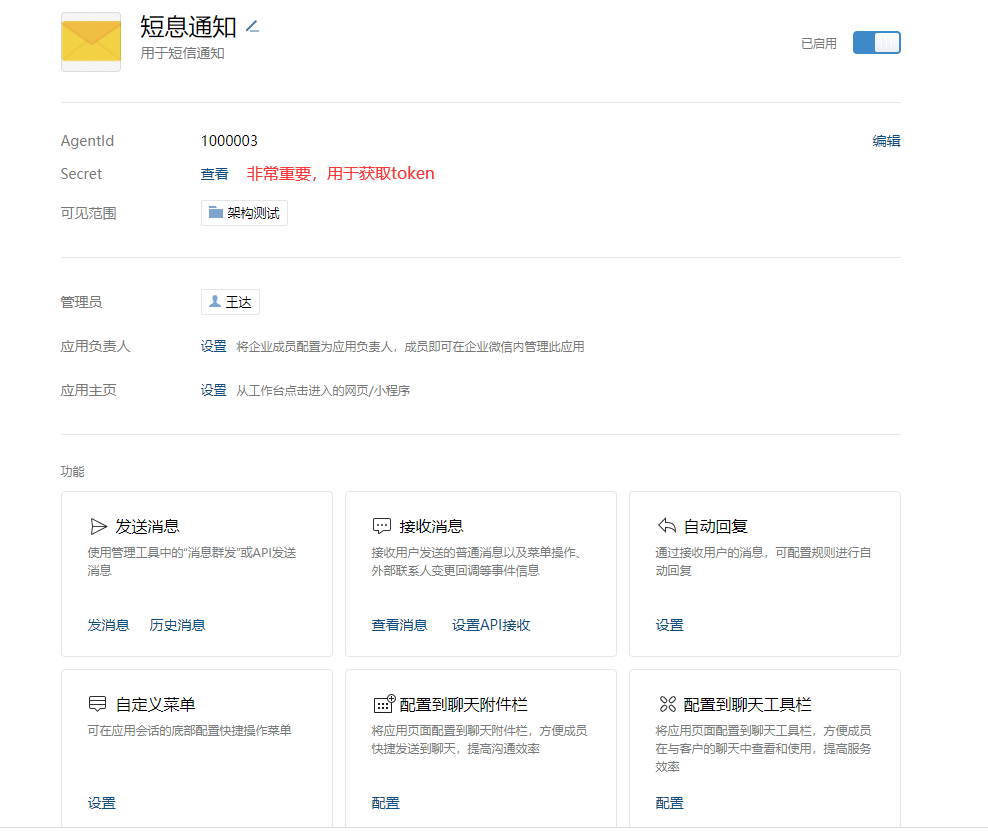 短息通知
用于短信通知
已启用
AgentId 1000003 编辑
Secret 查看 非常重要，用于获取token
可见范围 架构测试
管理员 王达
应用负责人 设置 将企业成员配置为应用负责人，成员即可在企业微信内管理此应用
应用主页 设置 从工作台点击进入的网页/小程序
功能
发送消息
使用管理工具中的“消息群发”或API发送
消息
发消息 历史消息
接收消息
接收用户发送的普通消息以及菜单操作、
外部联系人变更回调等事件信息
查看消息 设置API接收
自动回复
通过接收用户的消息，可配置规则进行自
动回复
设置
自定义菜单
可在应用会话的底部配置快捷操作菜单
设置
配置到聊天附件栏
将应用页面配置到聊天附件栏，方便成员
快捷发送到聊天，提高沟通效率
配置
配置到聊天工具栏
将应用页面配置到聊天工具栏，方便成员
在与客户的聊天中查看和使用，提高服务
效率
配置